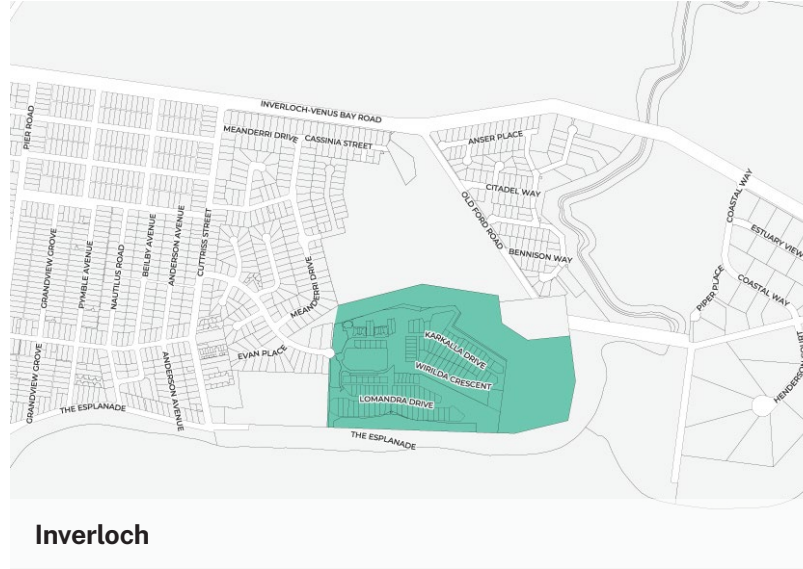 INVERLOCH-VENUS BAY ROAD
PIER ROAD
MEANDERRI DRIVE
CASSINIA STREET
ANSER PLACE
CITADEL WAY
OLD FORD ROAD
BENNISON WAY
COASTAL WAY
ESTUARY VIEW
COASTAL WAY
PIPER PLACE
GRANDVIEW GROVE
PYMBLE AVENUE
NAUTILUS ROAD
BEILBY AVENUE
ANDERSON AVENUE
CUTTRISS STREET
MEANDERRI DRIVE
EVAN PLACE
KARKALLA DRIVE
WIRILDA CRESCENT
LOMANDRA DRIVE
GRANDVIEW GROVE
ANDERSON AVENUE
THE ESPLANADE
THE ESPLANADE
HENDERSON
Inverloch